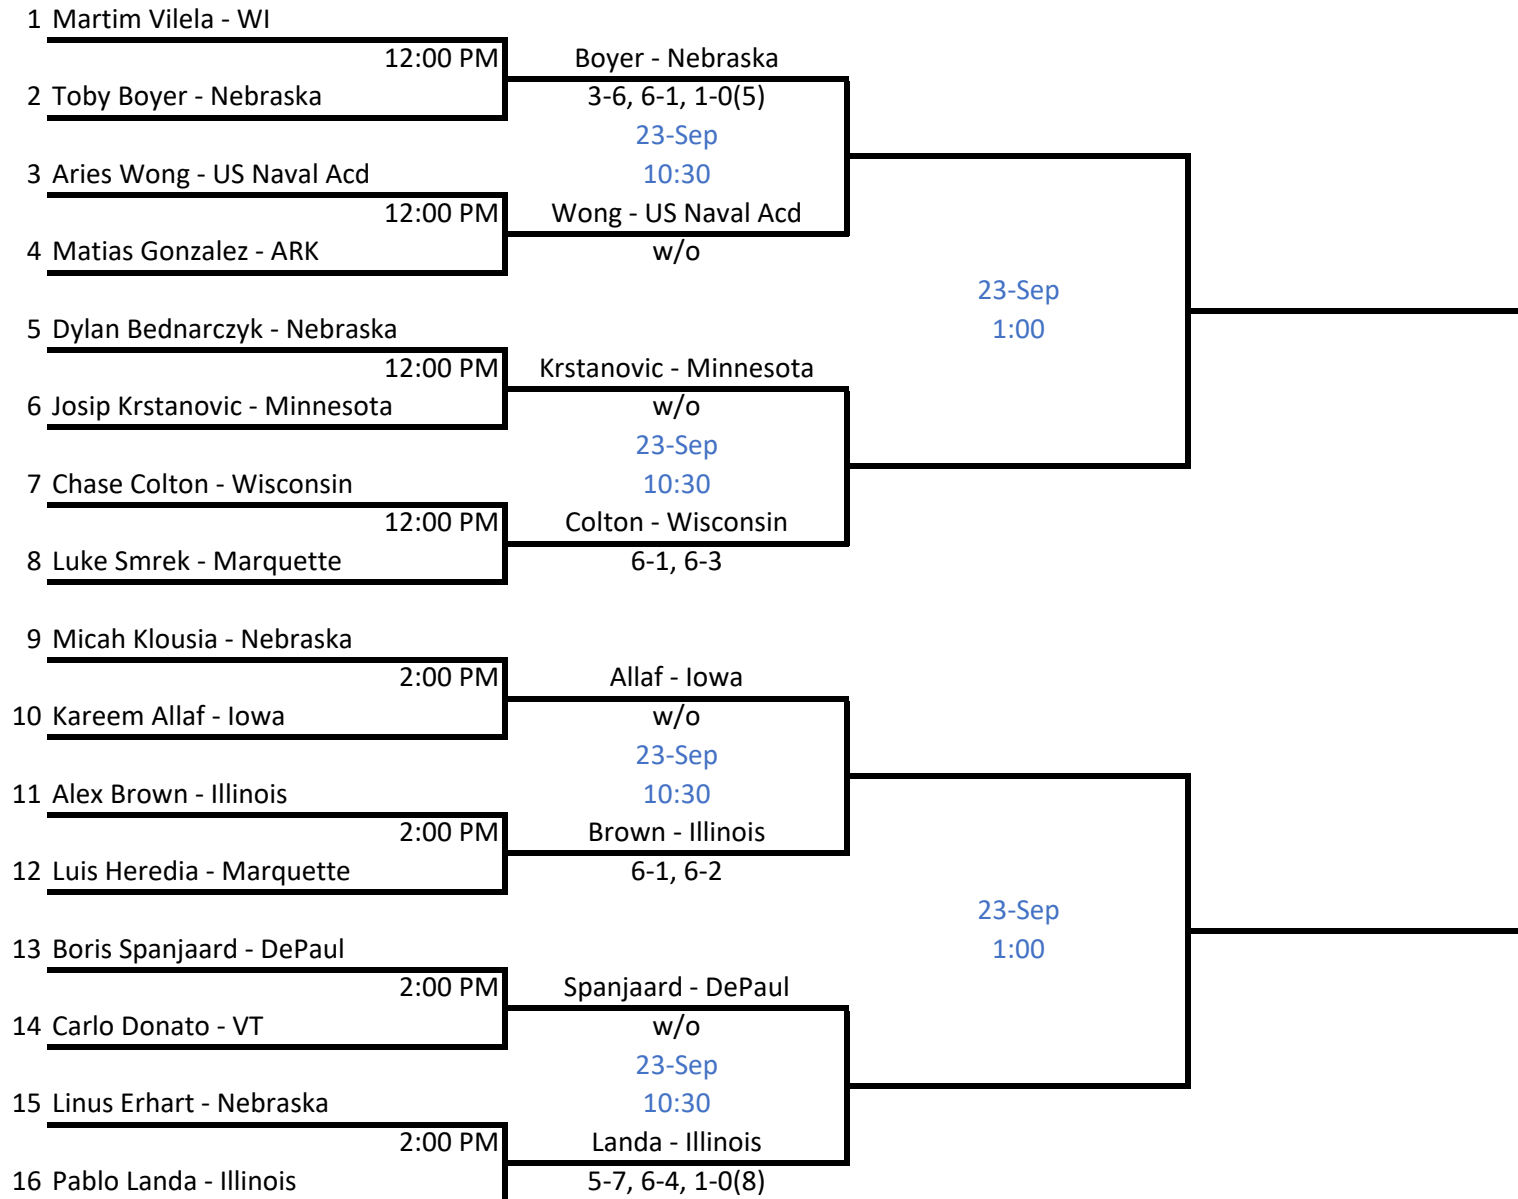 1 Martim Vilela - WI
12:00 PM Boyer - Nebraska
2 Toby Boyer - Nebraska 3-6, 6-1, 1-0(5)
23-Sep
3 Aries Wong - US Naval Acd 10:30
12:00 PM Wong - US Naval Acd
4 Matias Gonzalez - ARK w/o
23-Sep
5 Dylan Bednarczyk - Nebraska 1:00
12:00 PM Krstanovic - Minnesota
6 Josip Krstanovic - Minnesota w/o
23-Sep
7 Chase Colton - Wisconsin 10:30
12:00 PM Colton - Wisconsin
8 Luke Smrek - Marquette 6-1, 6-3
9 Micah Klousia - Nebraska
2:00 PM Allaf - Iowa
10 Kareem Allaf - Iowa w/o
23-Sep
11 Alex Brown - Illinois 10:30
2:00 PM Brown - Illinois
12 Luis Heredia - Marquette 6-1, 6-2
23-Sep
13 Boris Spanjaard - DePaul 1:00
2:00 PM Spanjaard - DePaul
14 Carlo Donato - VT w/o
23-Sep
15 Linus Erhart - Nebraska 10:30
2:00 PM Landa - Illinois
16 Pablo Landa - Illinois 5-7, 6-4, 1-0(8)